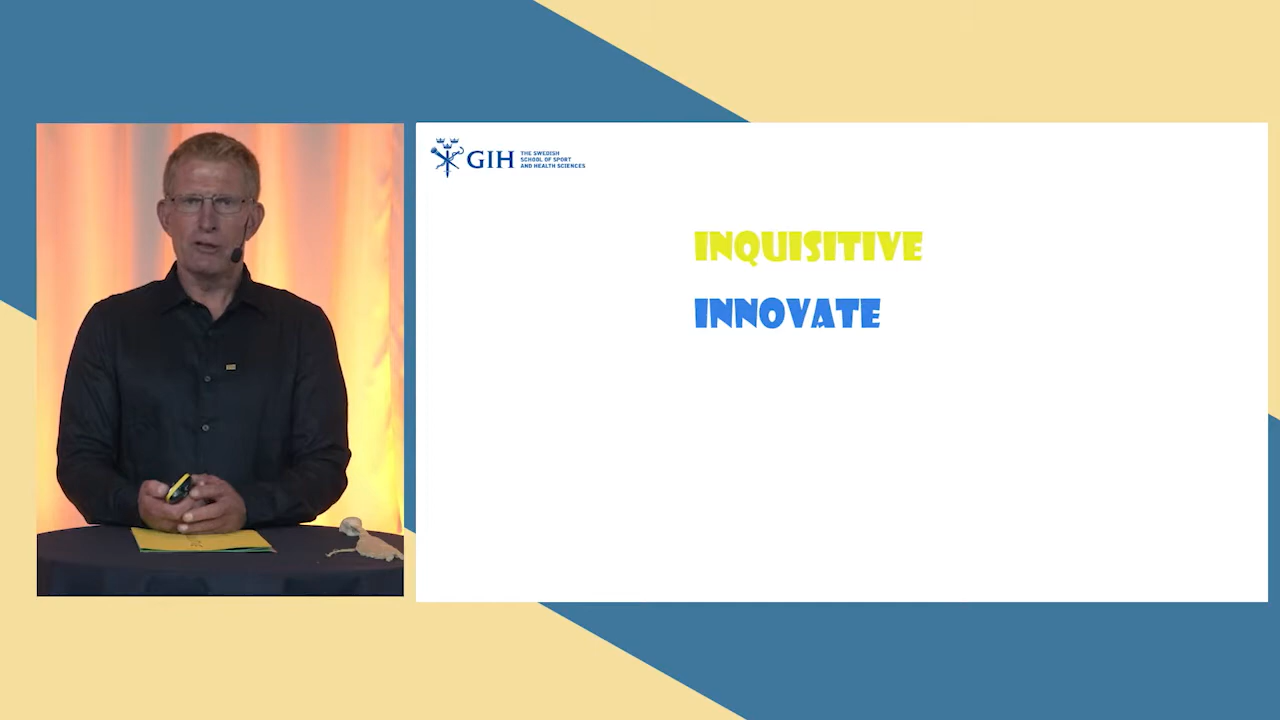 GIH
THE SWEDISH
SCHOOL OF SPORT
AND HEALTH SCIENCES
INQUISITIVE
INNOVATE